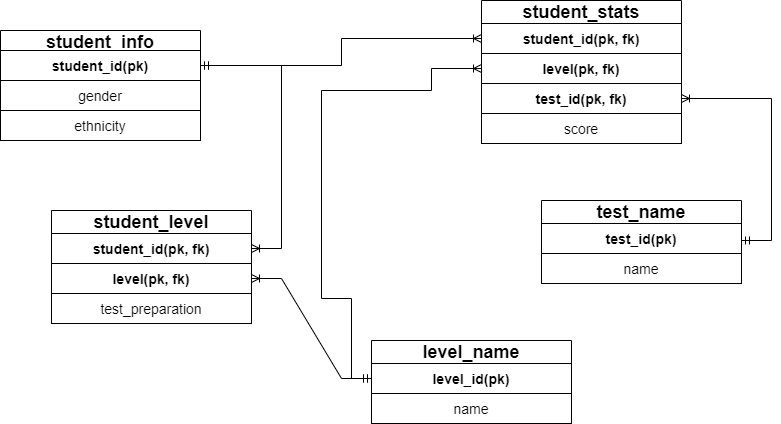 student_info
student_id(pk)
gender
ethnicity
student_stats
student_id(pk, fk)
level(pk, fk)
test_id(pk, fk)
score
student_level
student_id(pk, fk)
level(pk, fk)
test_preparation
test_name
test_id(pk)
name
level_name
level_id(pk)
name